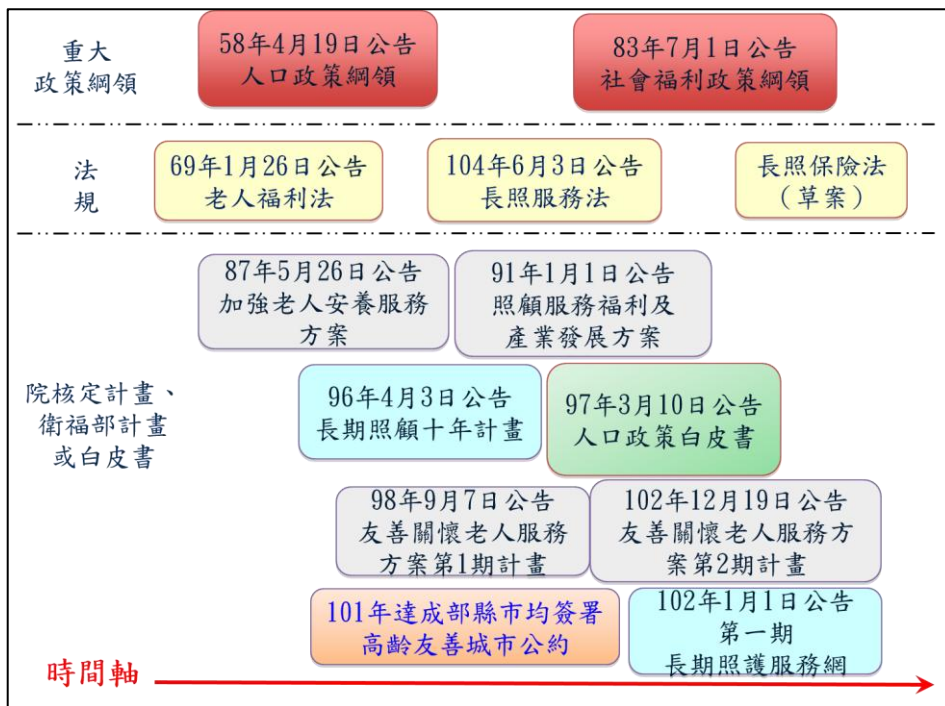 重大
政策綱領
58年4月19日公告
人口政策綱領
83年7月1日公告
社會福利政策綱領
法
規
69年1月26日公告
老人福利法
104年6月3日公告
長照服務法
長照保險法
（草案）
院核定計畫、
衛福部計畫
或白皮書
87年5月26日公告
加強老人安養服務
方案
91年1月1日公告
照顧服務福利及
產業發展方案
96年4月3日公告
長期照顧十年計畫
97年3月10日公告
人口政策白皮書
98年9月7日公告
友善關懷老人服務
方案第1期計畫
102年12月19日公告
友善關懷老人服務方
案第2期計畫
101年達成部縣市均簽署
高齡友善城市公約
102年1月1日公告
第一期
長期照護服務網
時間軸